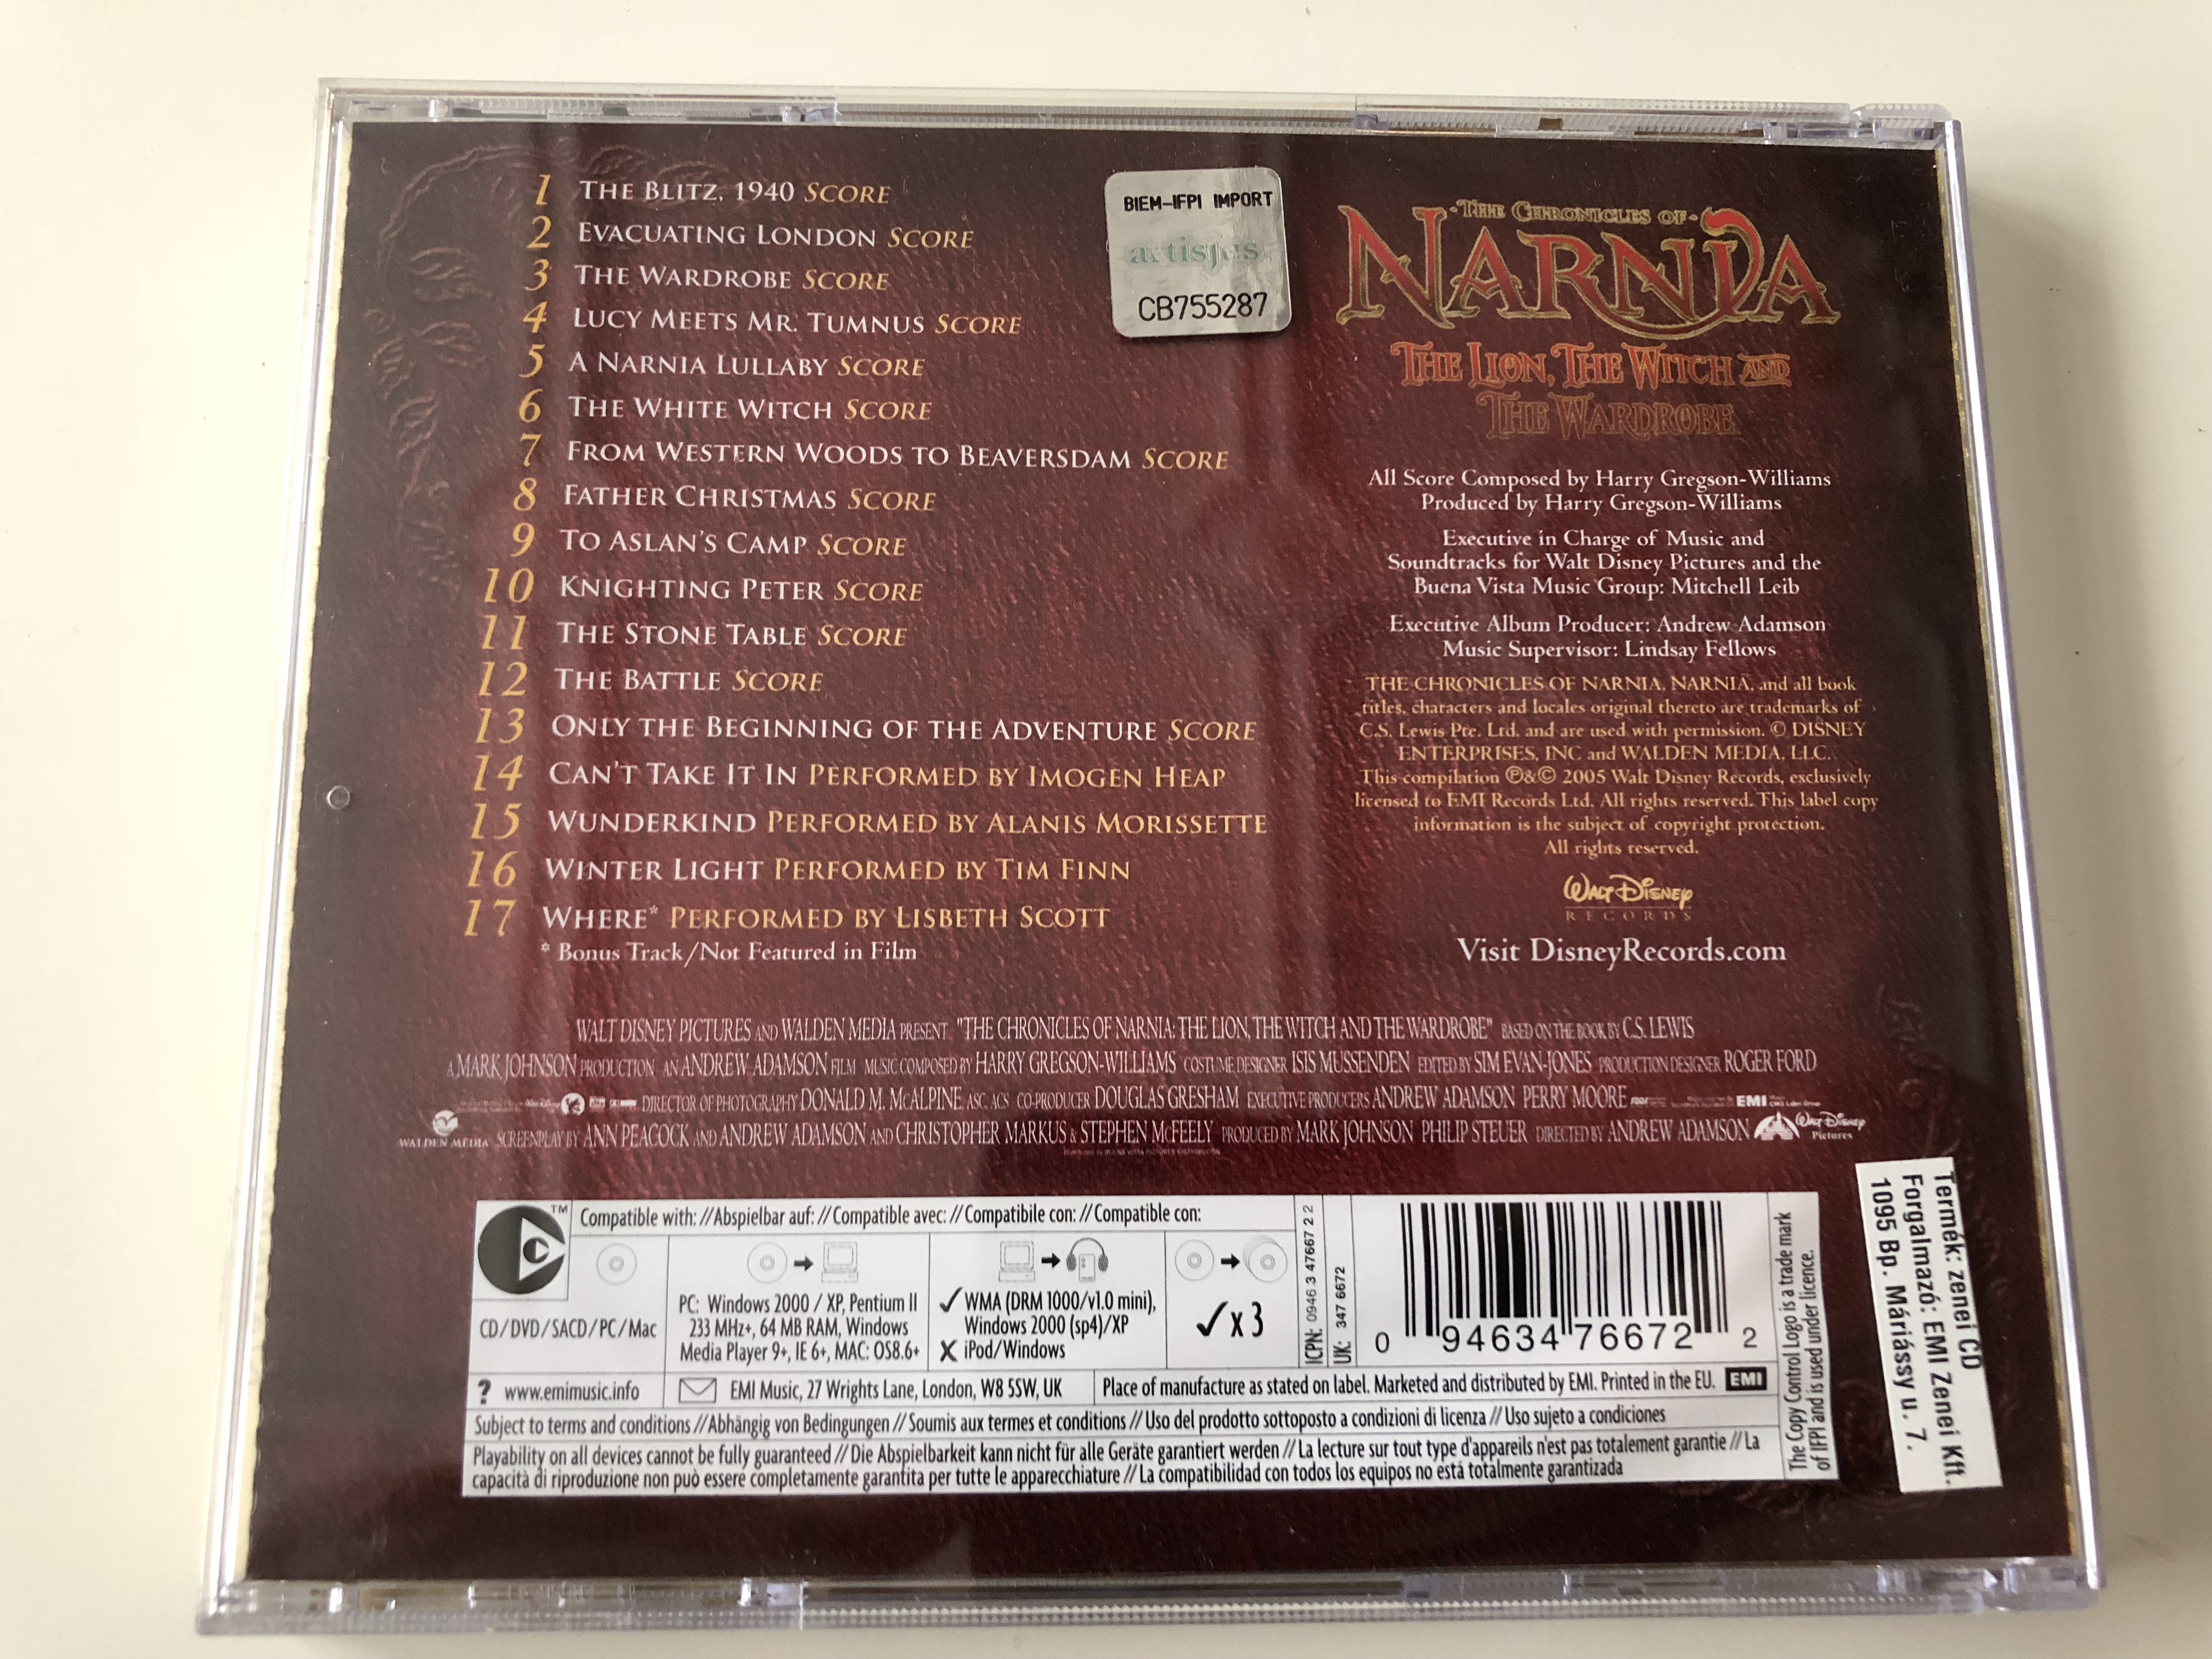 1 THE BLITZ, 1940 SCORE
2 EVACUATING LONDON SCORE
3 THE WARDROBE SCORE
4 LUCY MEETS MR. TUMNUS SCORE
5 A NARNIA LULLABY SCORE
6 THE WHITE WITCH SCORE
7 FROM WESTERN WOODS TO BEAVERSDAM SCORE
8 FATHER CHRISTMAS SCORE
9 TO ASLAN'S CAMP SCORE
10 KNIGHTING PETER SCORE
11 THE STONE TABLE SCORE
12 THE BATTLE SCORE
13 ONLY THE BEGINNING OF THE ADVENTURE SCORE
14 CAN'T TAKE IT IN PERFORMED BY IMOGEN HEAP
15 WUNDERKIND PERFORMED BY ALANIS MORISSETTE
16 WINTER LIGHT PERFORMED BY TIM FINN
17 WHERE* PERFORMED BY LISBETH SCOTT
* Bonus Track/Not Featured in Film
BIEM-IFPI IMPORT
artisjus
CB755287
THE CHRONICLES OF
NARNIA
THE LION, THE WITCH AND
THE WARDROBE
All Score Composed by Harry Gregson-Williams
Produced by Harry Gregson-Williams
Executive in Charge of Music and
Soundtracks for Walt Disney Pictures and the
Buena Vista Music Group: Mitchell Leib
Executive Album Producer: Andrew Adamson
Music Supervisor: Lindsay Fellows
THE CHRONICLES OF NARNIA, NARNIA, and all book
titles, characters and locales original thereto are trademarks of
C.S. Lewis Pte. Ltd. and are used with permission. © DISNEY
ENTERPRISES, INC and WALDEN MEDIA, LLC.
This compilation ℗&© 2005 Walt Disney Records, exclusively
licensed to EMI Records Ltd. All rights reserved. This label copy
information is the subject of copyright protection.
All rights reserved.
WALT DISNEY
RECORDS
Visit DisneyRecords.com
WALT DISNEY PICTURES AND WALDEN MEDIA PRESENT "THE CHRONICLES OF NARNIA: THE LION, THE WITCH AND THE WARDROBE" BASED ON THE BOOK BY C.S. LEWIS
A MARK JOHNSON PRODUCTION AN ANDREW ADAMSON FILM MUSIC COMPOSED BY HARRY GREGSON-WILLIAMS COSTUME DESIGNER ISIS MUSSENDEN EDITED BY SIM EVAN-JONES PRODUCTION DESIGNER ROGER FORD
DIRECTOR OF PHOTOGRAPHY DONALD M. McALPINE, ASC, ACS CO-PRODUCER DOUGLAS GRESHAM EXECUTIVE PRODUCERS ANDREW ADAMSON PERRY MOORE EMI
WALDEN MEDIA SCREENPLAY BY ANN PEACOCK AND ANDREW ADAMSON AND CHRISTOPHER MARKUS & STEPHEN McFEELY PRODUCED BY MARK JOHNSON PHILIP STEUER DIRECTED BY ANDREW ADAMSON WALT DISNEY Pictures
TM
Compatible with: // Abspielbar auf: // Compatible avec: // Compatibile con: // Compatible con:
CD/DVD/SACD/PC/Mac
PC: Windows 2000 / XP, Pentium II
233 MHz+, 64 MB RAM, Windows
Media Player 9+, IE 6+, MAC: OS8.6+
✓ WMA (DRM 1000/v1.0 mini),
Windows 2000 (sp4)/XP
X iPod/Windows
✓ x 3
ICPN: 0946 3 47667 2 2
UK: 347 6672
0 94634 76672 2
The Copy Control Logo is a trade mark
of IFPI and is used under licence.
? www.emimusic.info
EMI Music, 27 Wrights Lane, London, W8 5SW, UK
Place of manufacture as stated on label. Marketed and distributed by EMI. Printed in the EU. EMI
Subject to terms and conditions // Abhängig von Bedingungen // Soumis aux termes et conditions // Uso del prodotto sottoposto a condizioni di licenza // Uso sujeto a condiciones
Playability on all devices cannot be fully guaranteed // Die Abspielbarkeit kann nicht für alle Geräte garantiert werden // La lecture sur tout type d'appareils n'est pas totalement garantie // La
capacità di riproduzione non può essere completamente garantita per tutte le apparecchiature // La compatibilidad con todos los equipos no está totalmente garantizada
Termék: zenei CD
Forgalmazó: EMI Zenei Kft.
1095 Bp. Máriássy u. 7.